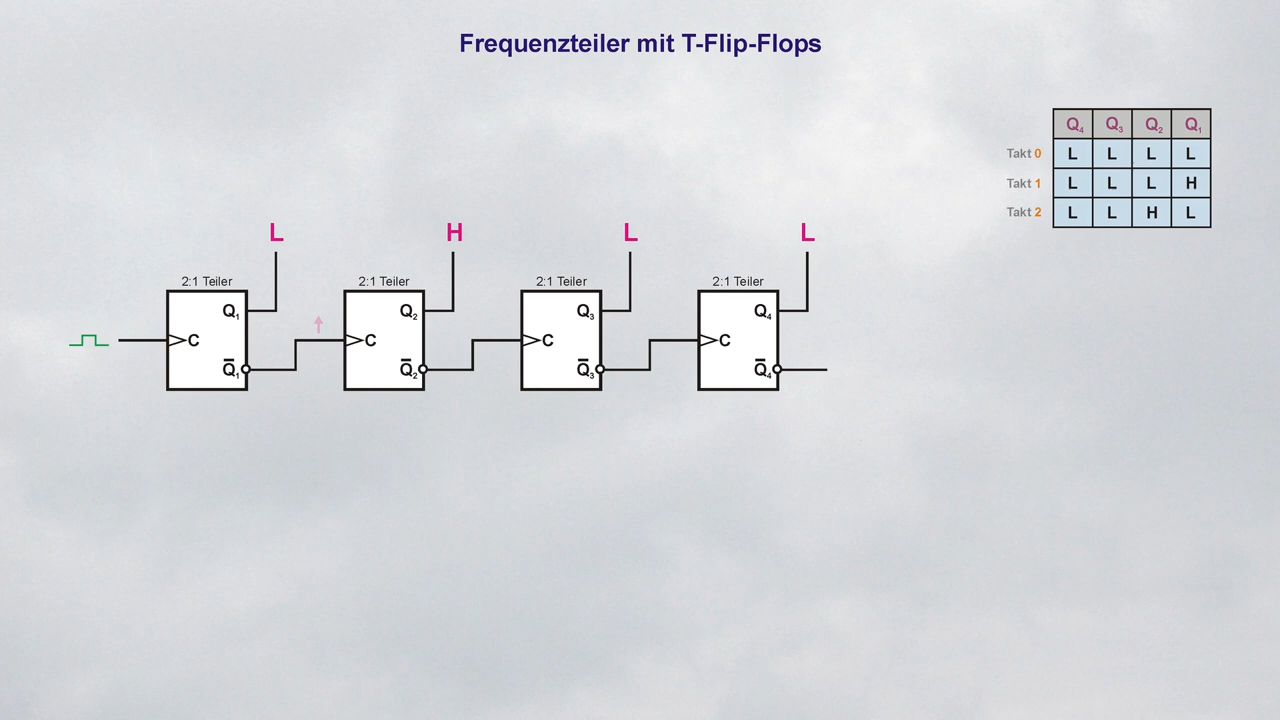 Frequenzteiler mit T-Flip-Flops
Q4 Q3 Q2 Q1
Takt 0 L L L L
Takt 1 L L L H
Takt 2 L L H L
L H L L
2:1 Teiler 2:1 Teiler 2:1 Teiler 2:1 Teiler
Q1 Q2 Q3 Q4
C C C C
Q̅1 Q̅2 Q̅3 Q̅4